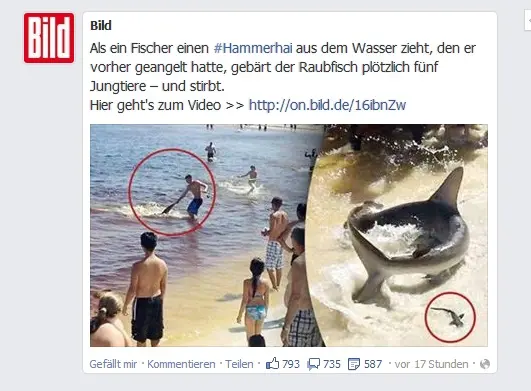 Bild
Bild
Als ein Fischer einen #Hammerhai aus dem Wasser zieht, den er
vorher geangelt hatte, gebärt der Raubfisch plötzlich fünf
Jungtiere – und stirbt.
Hier geht's zum Video >> http://on.bild.de/16ibnZw
Gefällt mir · Kommentieren · Teilen · 793 735 587 · vor 17 Stunden ·